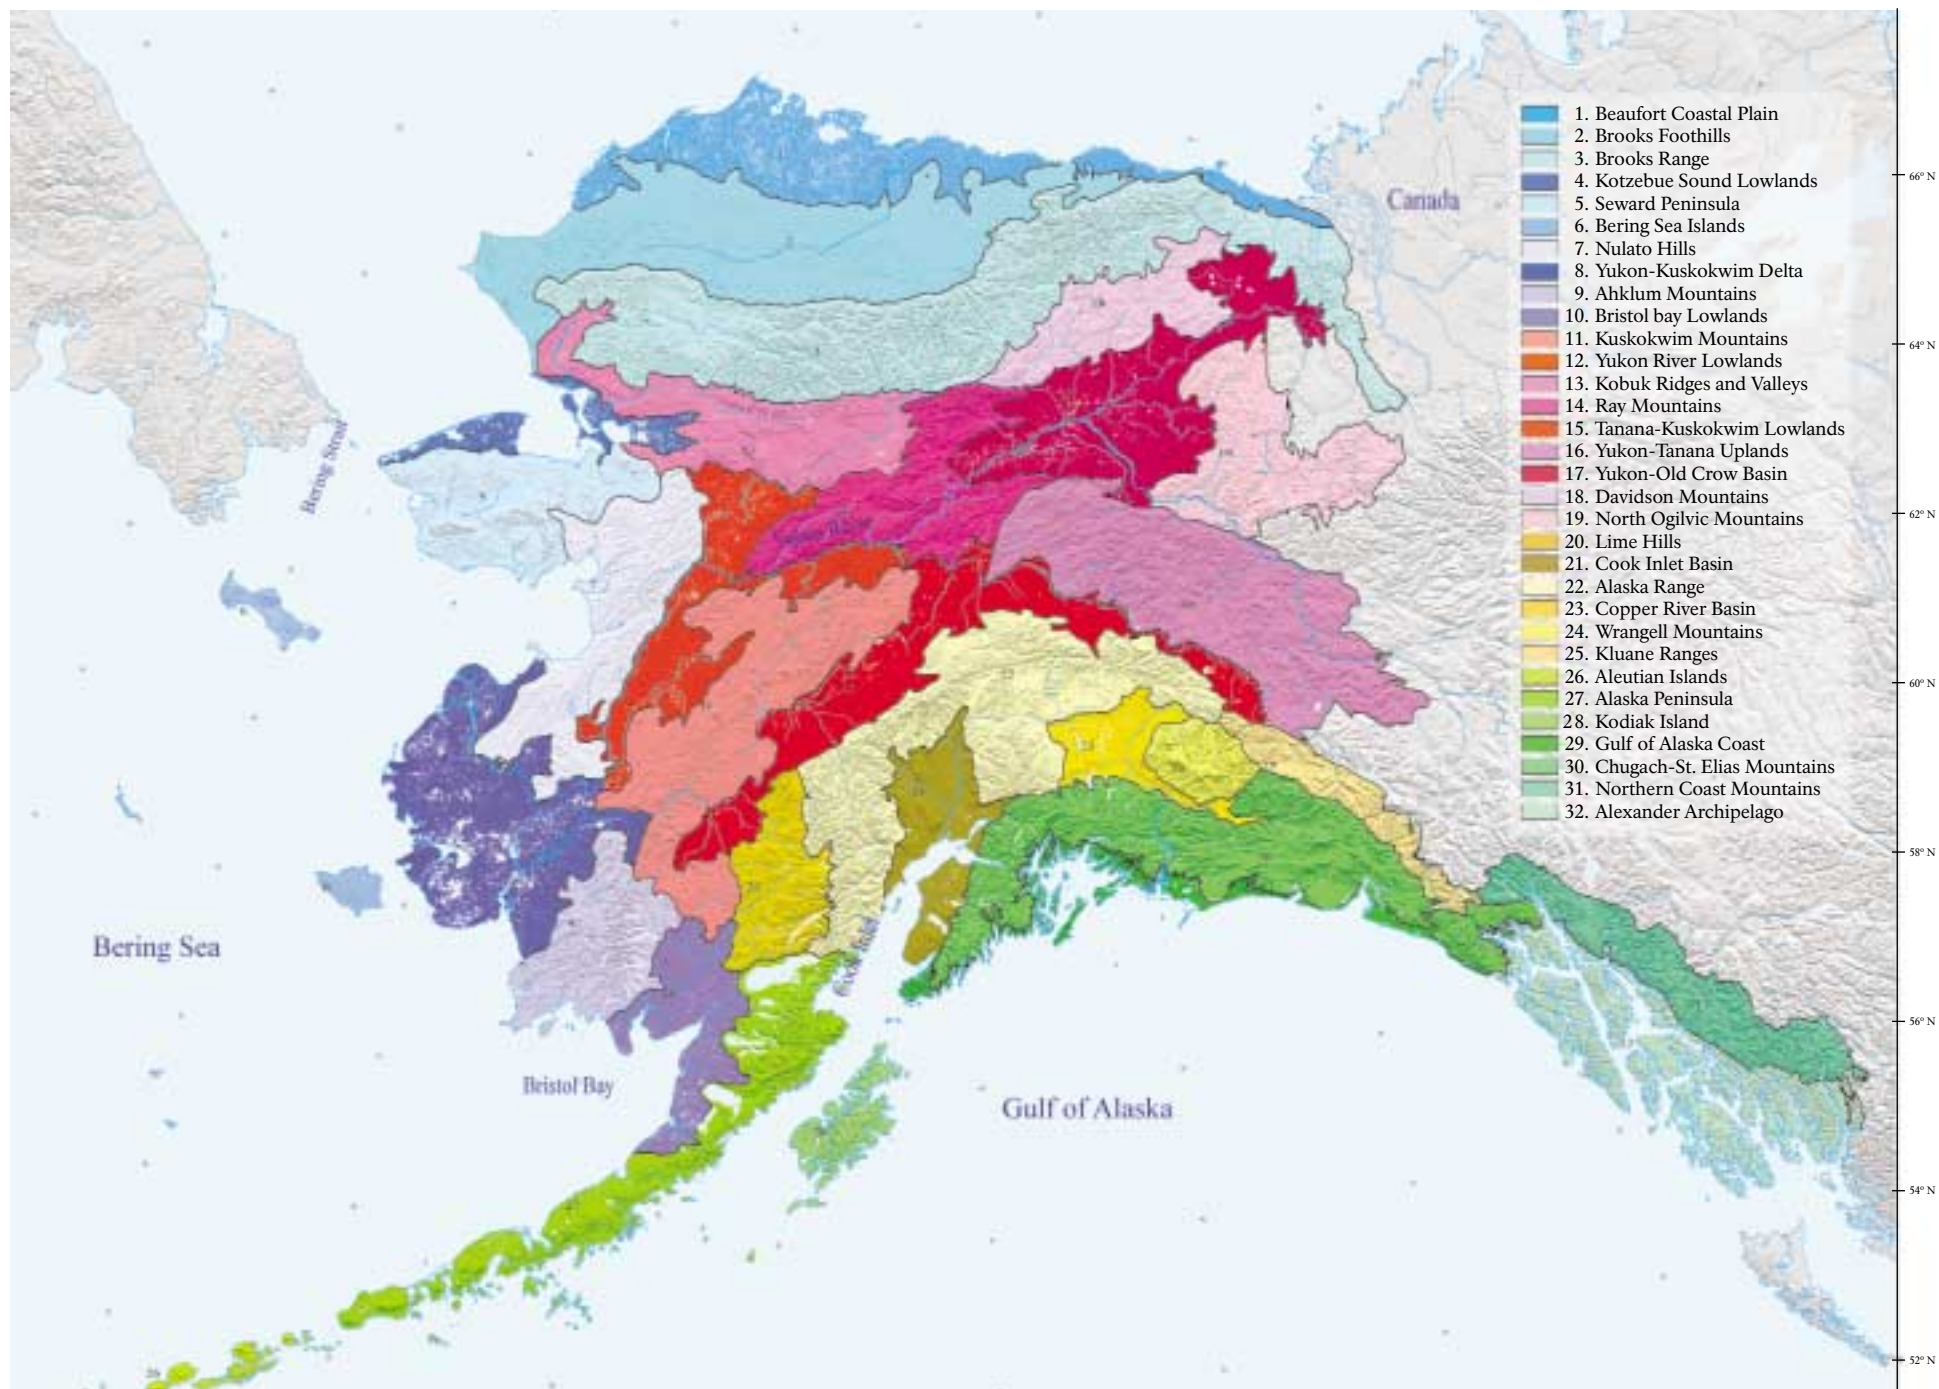 Canada
1. Beaufort Coastal Plain
2. Brooks Foothills
3. Brooks Range
4. Kotzebue Sound Lowlands
5. Seward Peninsula
6. Bering Sea Islands
7. Nulato Hills
8. Yukon-Kuskokwim Delta
9. Ahklum Mountains
10. Bristol bay Lowlands
11. Kuskokwim Mountains
12. Yukon River Lowlands
13. Kobuk Ridges and Valleys
14. Ray Mountains
15. Tanana-Kuskokwim Lowlands
16. Yukon-Tanana Uplands
17. Yukon-Old Crow Basin
18. Davidson Mountains
19. North Ogilvic Mountains
20. Lime Hills
21. Cook Inlet Basin
22. Alaska Range
23. Copper River Basin
24. Wrangell Mountains
25. Kluane Ranges
26. Aleutian Islands
27. Alaska Peninsula
28. Kodiak Island
29. Gulf of Alaska Coast
30. Chugach-St. Elias Mountains
31. Northern Coast Mountains
32. Alexander Archipelago
66° N
64° N
62° N
60° N
58° N
56° N
54° N
52° N
Bering Strait
Bering Sea
Cook Inlet
Bristol Bay
Gulf of Alaska